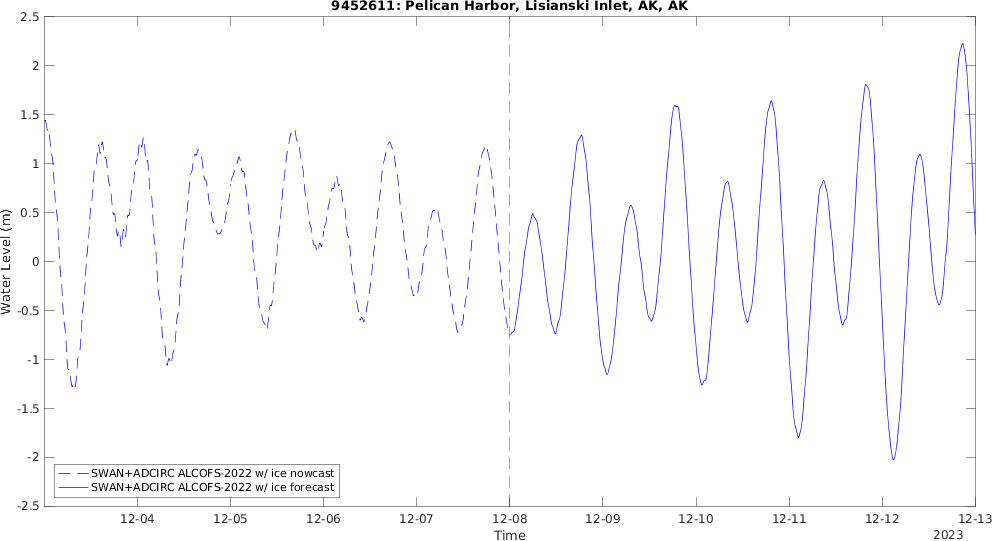 9452611: Pelican Harbor, Lisianski Inlet, AK, AK
2.5
2
1.5
1
0.5
0
-0.5
-1
-1.5
-2
-2.5
Water Level (m)
SWAN+ADCIRC ALCOFS-2022 w/ ice nowcast
SWAN+ADCIRC ALCOFS-2022 w/ ice forecast
12-04 12-05 12-06 12-07 12-08 12-09 12-10 12-11 12-12 12-13
Time
2023